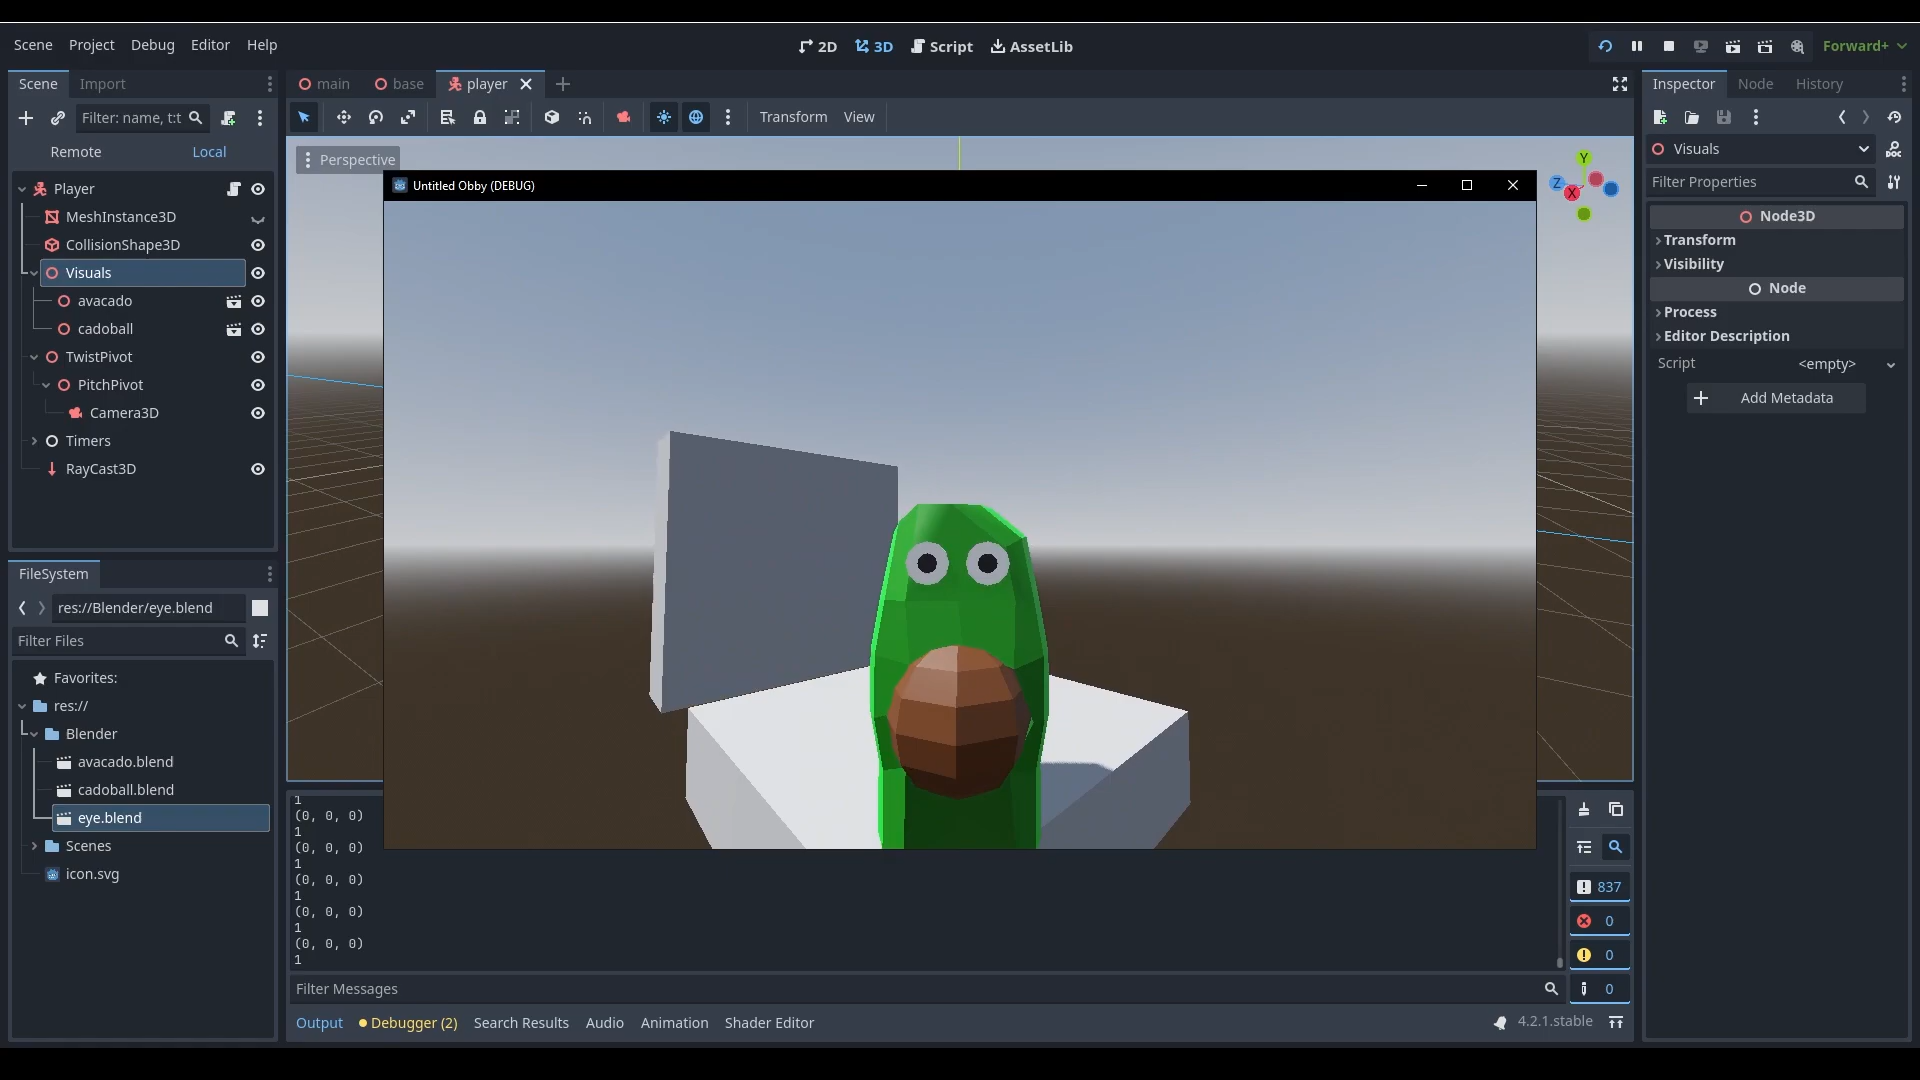 Scene Project Debug Editor Help
2D 3D Script AssetLib
Forward+
Scene Import
main base player
Inspector Node History
Filter: name, t:t
Transform View
Remote Local
Perspective
Y
Z
X
Visuals
Filter Properties
Player
MeshInstance3D
CollisionShape3D
Visuals
avacado
cadoball
TwistPivot
PitchPivot
Camera3D
Timers
RayCast3D
Untitled Obby (DEBUG)
Node3D
Transform
Visibility
Node
Process
Editor Description
Script <empty>
Add Metadata
FileSystem
res://Blender/eye.blend
Filter Files
Favorites:
res://
Blender
avacado.blend
cadoball.blend
eye.blend
Scenes
icon.svg
1
(0, 0, 0)
1
(0, 0, 0)
1
(0, 0, 0)
1
(0, 0, 0)
1
(0, 0, 0)
1
837
0
0
0
Filter Messages
Output Debugger (2) Search Results Audio Animation Shader Editor
4.2.1.stable